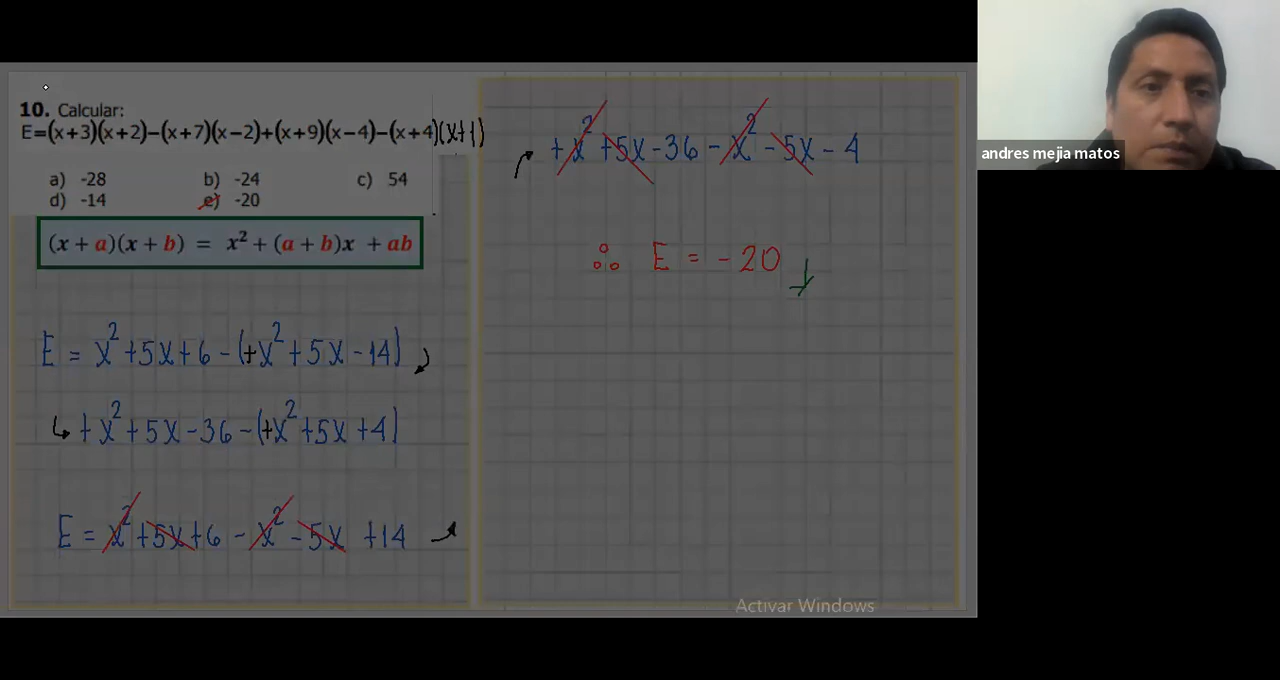 10. Calcular:
E=(x+3)(x+2)−(x+7)(x−2)+(x+9)(x−4)−(x+4)(x+1)
a) -28 b) -24 c) 54
d) -14 e) -20
(x + a)(x + b) = x² + (a + b)x + ab
E = x² + 5x + 6 − (+x² + 5x − 14)
+ x² + 5x − 36 − (+x² + 5x + 4)
E = x² + 5x + 6 − x² − 5x + 14
+ x² + 5x − 36 − x² − 5x − 4
∴ E = −20
andres mejia matos
Activar Windows